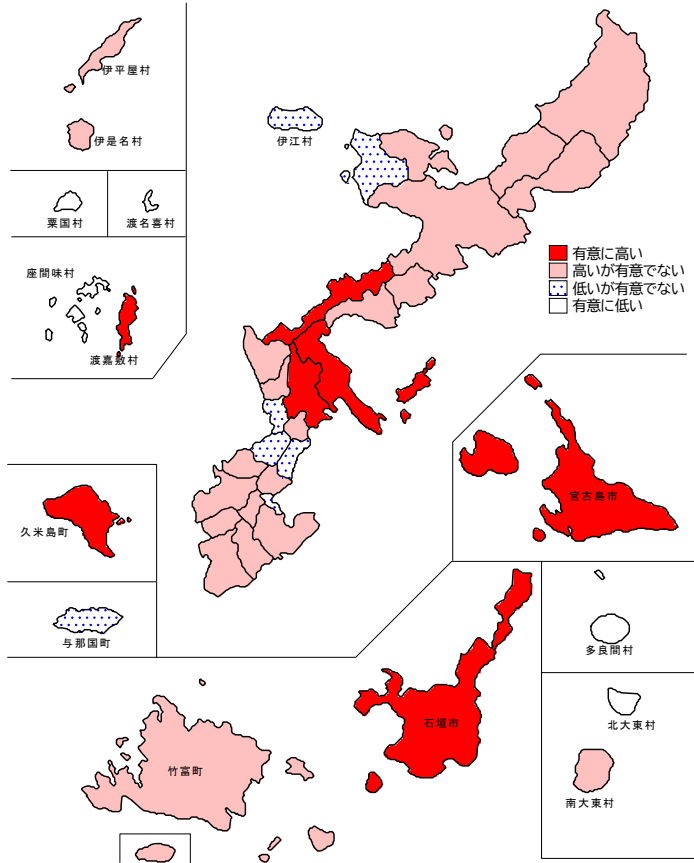 伊平屋村
伊是名村
伊江村
粟国村
渡名喜村
座間味村
渡嘉敷村
有意に高い
高いが有意でない
低いが有意でない
有意に低い
久米島町
宮古島市
与那国町
多良間村
北大東村
石垣市
竹富町
南大東村